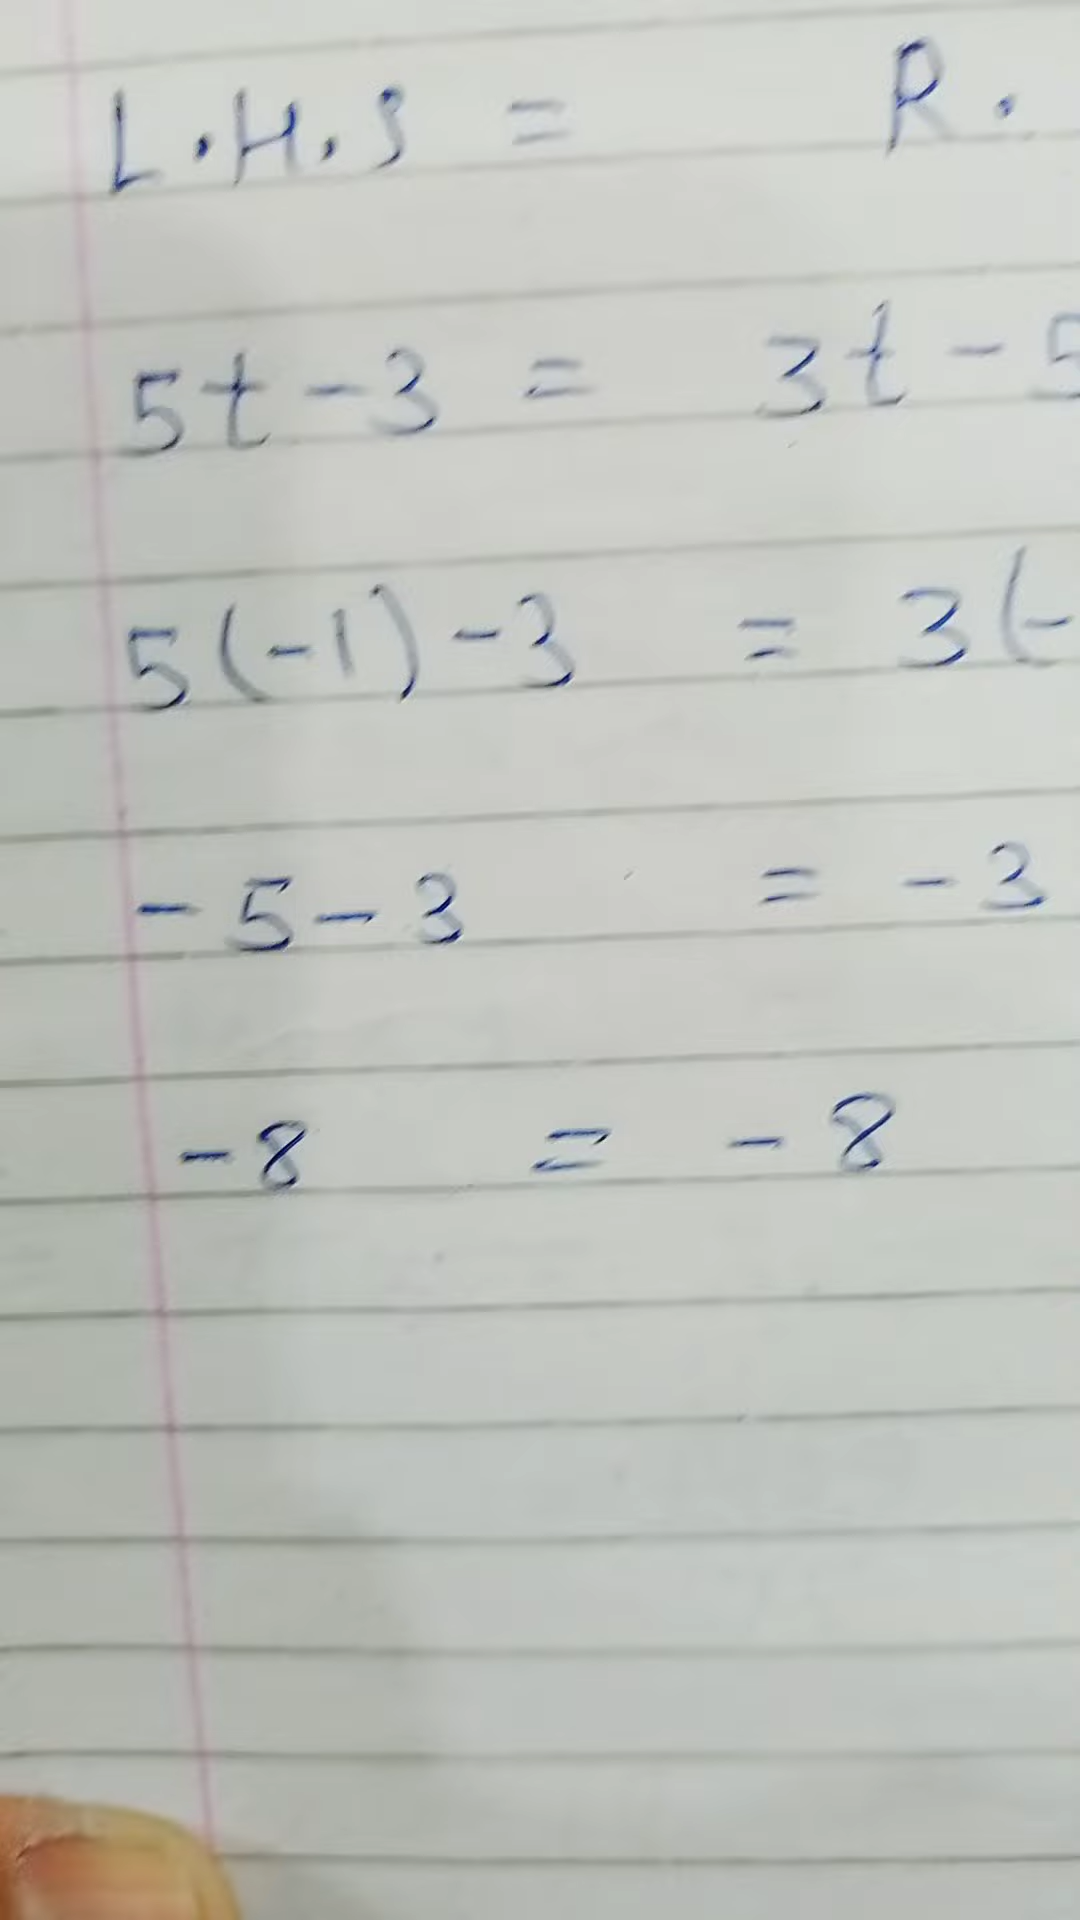 L.H.S = R.
5t - 3 = 3t - 5
5(-1) - 3 = 3(-
- 5 - 3 = - 3
- 8 = - 8